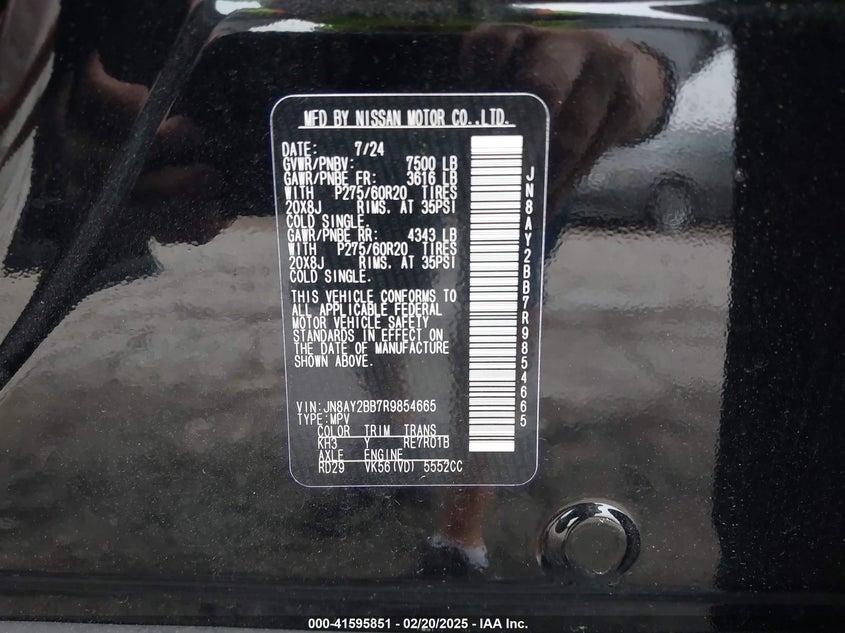 MFD BY NISSAN MOTOR CO.,LTD.
DATE: 7/24
GVWR/PNBV: 7500 LB
GAWR/PNBE FR: 3616 LB
WITH P275/60R20 TIRES
20X8J RIMS. AT 35PSI
COLD SINGLE.
GAWR/PNBE RR: 4343 LB
WITH P275/60R20 TIRES
20X8J RIMS. AT 35PSI
COLD SINGLE.
THIS VEHICLE CONFORMS TO
ALL APPLICABLE FEDERAL
MOTOR VEHICLE SAFETY
STANDARDS IN EFFECT ON
THE DATE OF MANUFACTURE
SHOWN ABOVE.
VIN:JN8AY2BB7R9854665
TYPE:MPV
COLOR TRIM TRANS
KH3 Y RE7R01B
AXLE ENGINE
RD29 VK56(VD) 5552CC
JN8AY2BB7R9854665
000-41595851 - 02/20/2025 - IAA Inc.